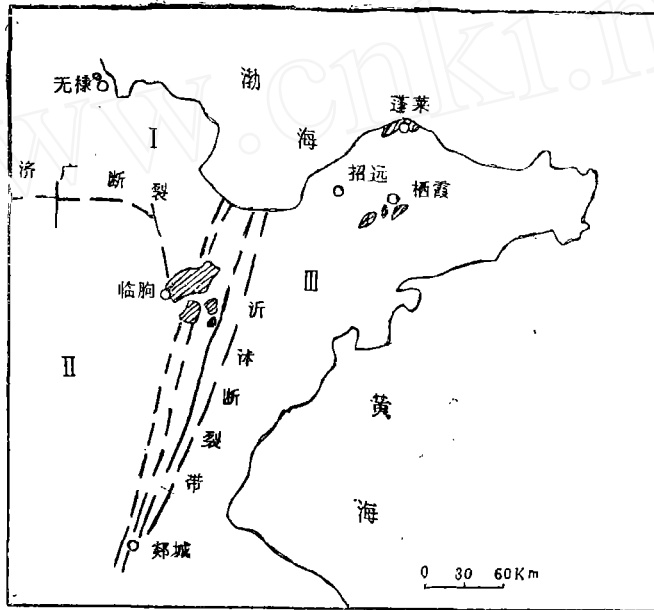 www.cnki.n
渤
海
无棣
蓬莱
Ⅰ
招远
栖霞
济广断裂
临朐
Ⅲ
沂沭断裂带
Ⅱ
黄
海
郯城
0 30 60Km